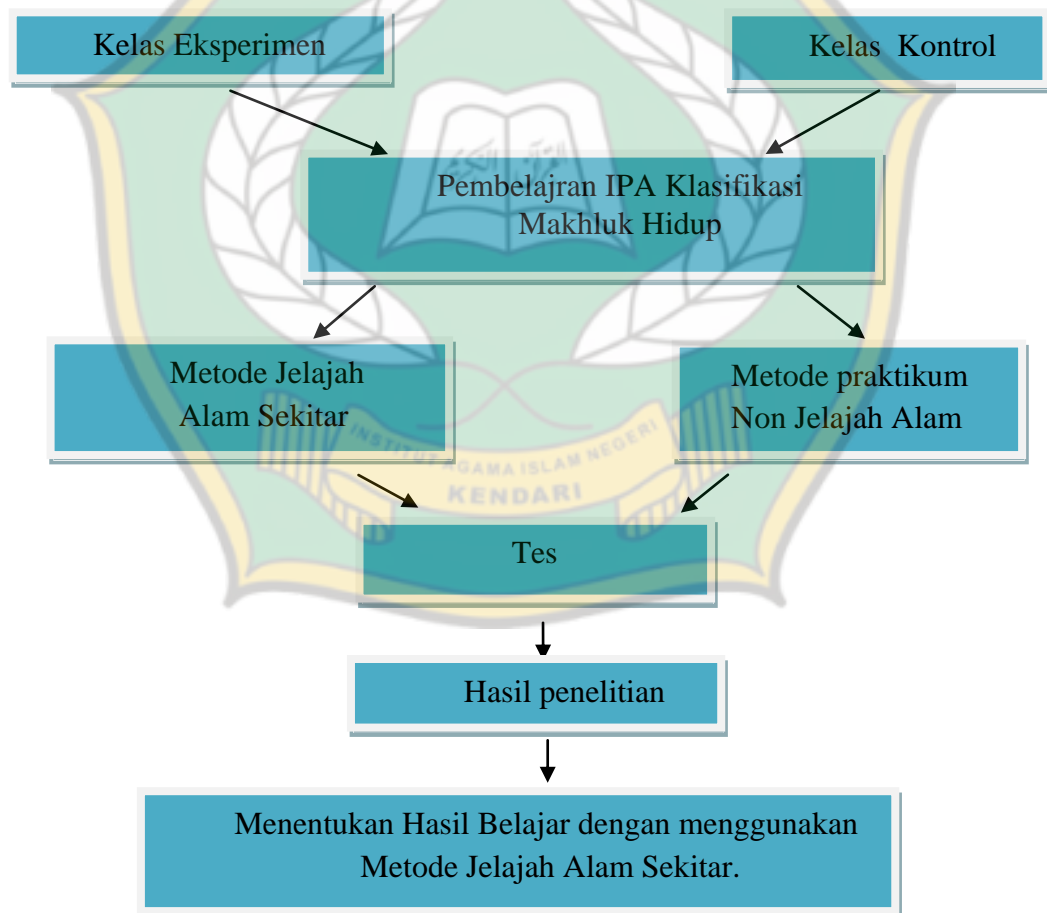 Kelas Eksperimen
Kelas Kontrol
Pembelajran IPA Klasifikasi
Makhluk Hidup
Metode Jelajah
Alam Sekitar
Metode praktikum
Non Jelajah Alam
INSTITUT AGAMA ISLAM NEGERI
KENDARI
Tes
Hasil penelitian
Menentukan Hasil Belajar dengan menggunakan
Metode Jelajah Alam Sekitar.